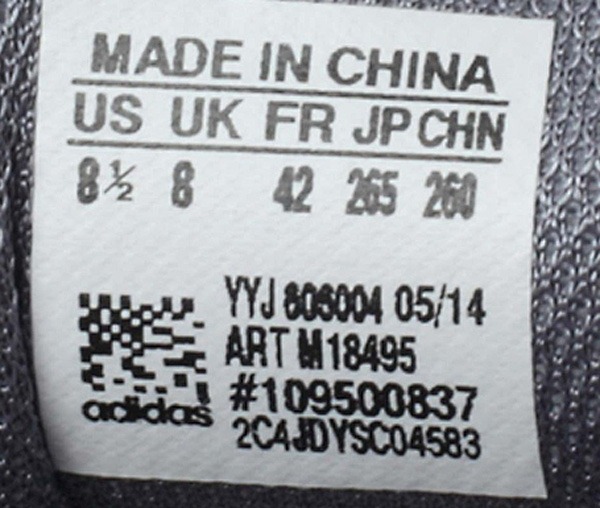 MADE IN CHINA
US UK FR JP CHN
8½ 8 42 265 260
YYJ 606004 05/14
ART M18495
#109500837
2C4JDYSC04583
adidas